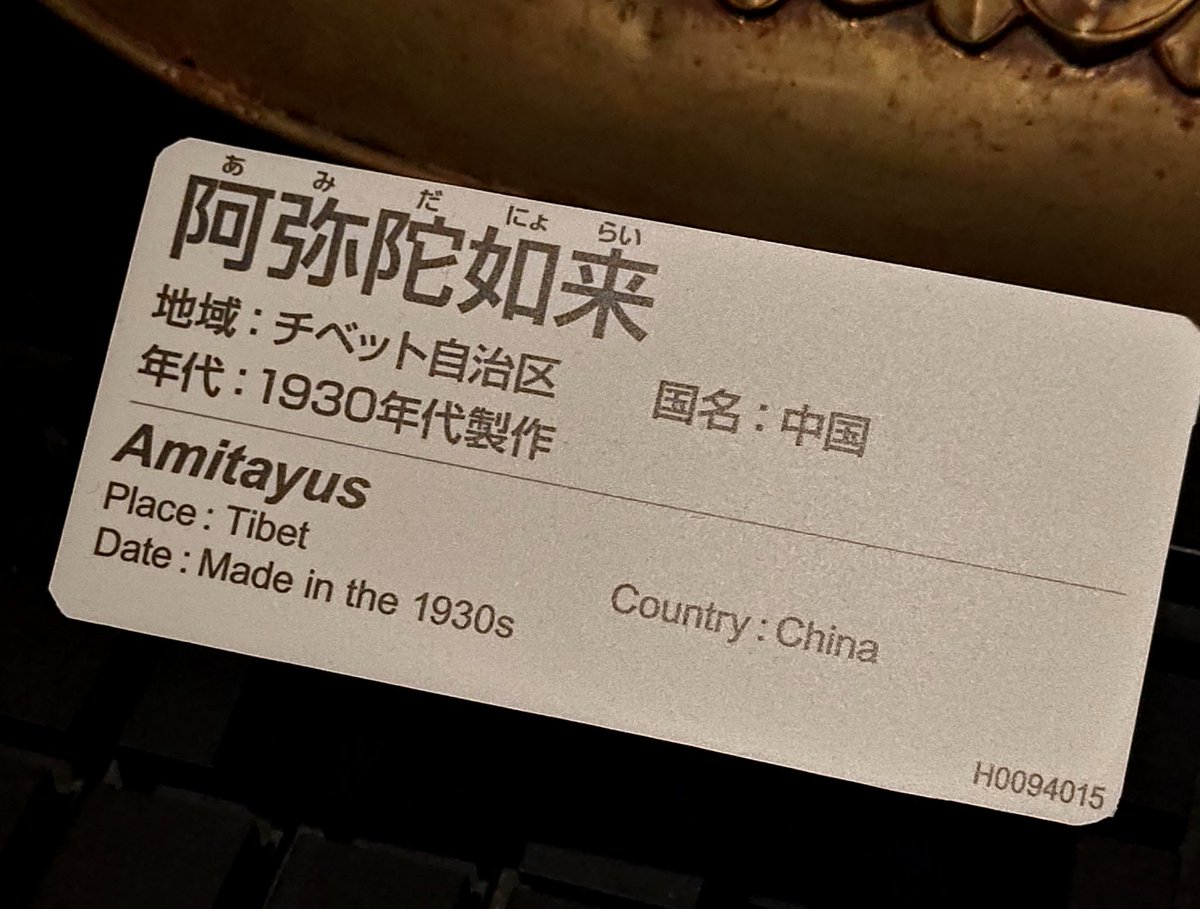 あみだにょらい
阿弥陀如来
地域：チベット自治区 国名：中国
年代：1930年代製作
Amitayus
Place : Tibet Country : China
Date : Made in the 1930s
H0094015